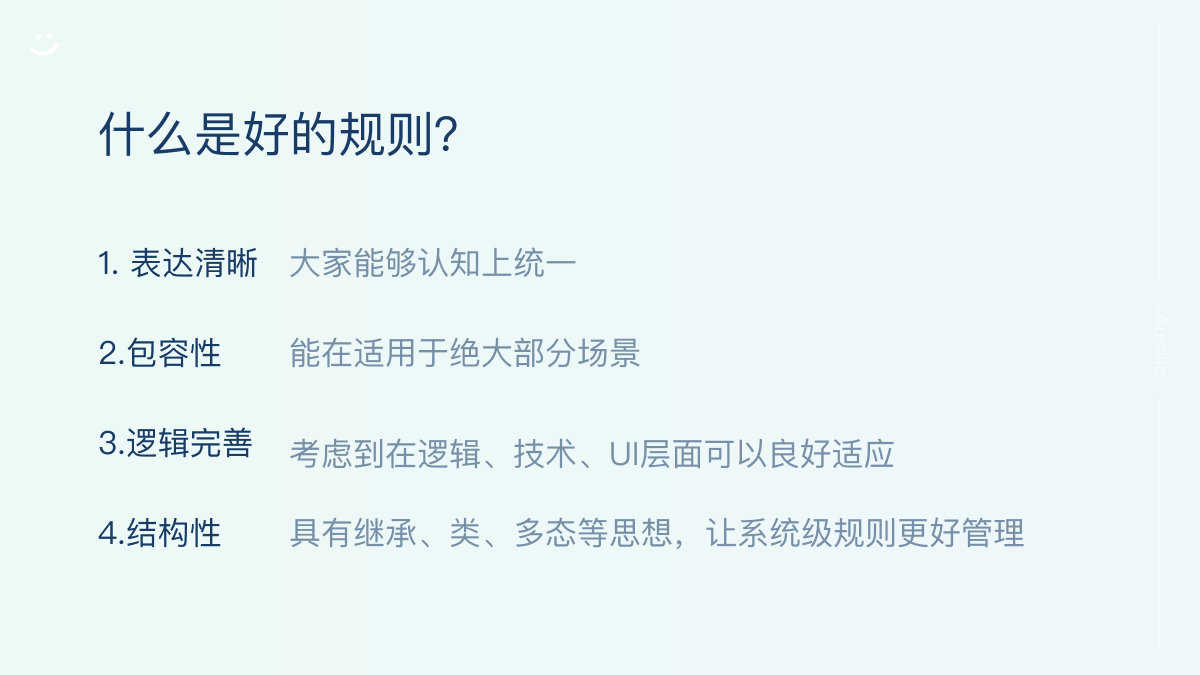 什么是好的规则?
1. 表达清晰 大家能够认知上统一
2.包容性 能在适用于绝大部分场景
3.逻辑完善 考虑到在逻辑、技术、UI层面可以良好适应
4.结构性 具有继承、类、多态等思想，让系统级规则更好管理